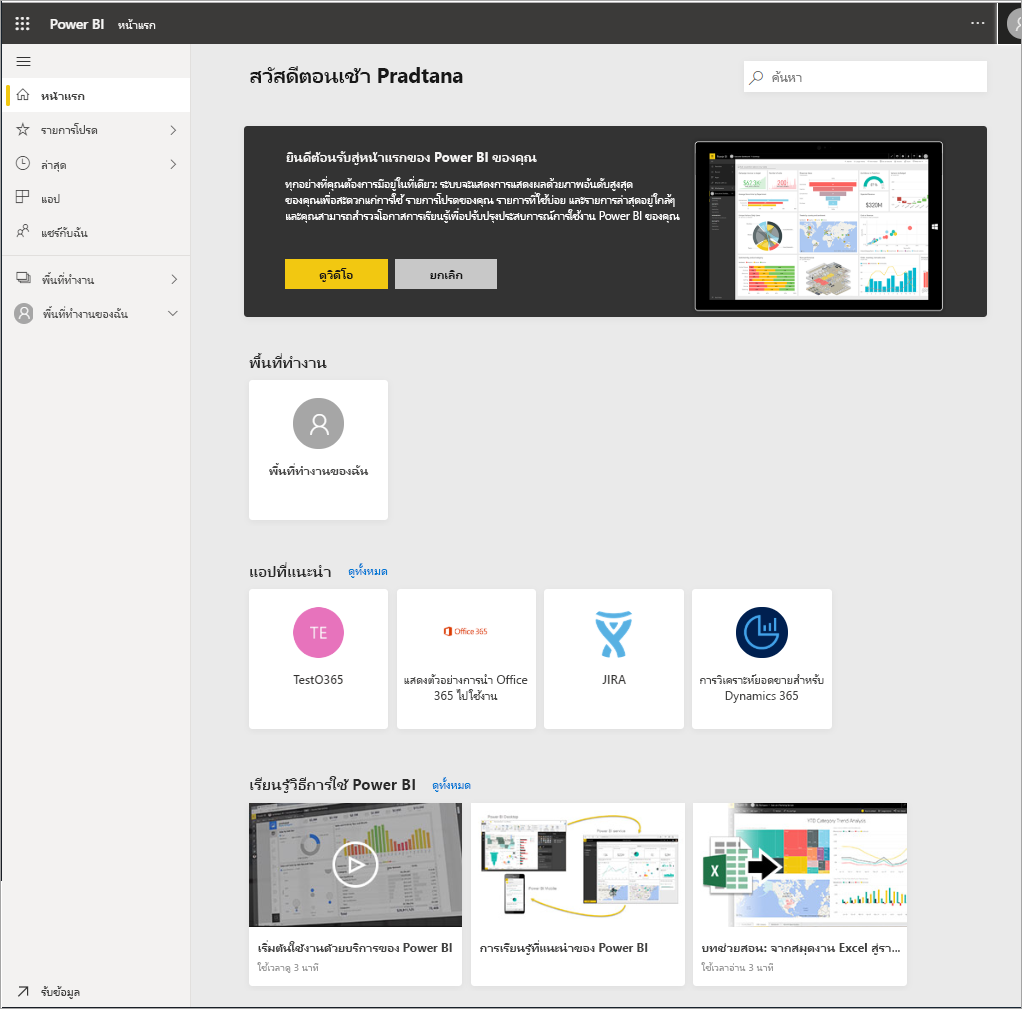 Power BI หน้าแรก
สวัสดีตอนเช้า Pradtana
ค้นหา
หน้าแรก
รายการโปรด
ล่าสุด
แอป
แชร์กับฉัน
พื้นที่ทำงาน
พื้นที่ทำงานของฉัน
รับข้อมูล
ยินดีต้อนรับสู่หน้าแรกของ Power BI ของคุณ
ทุกอย่างที่คุณต้องการมีอยู่ในที่เดียว: ระบบจะแสดงการแสดงผลด้วยภาพอันดับสูงสุด
ของคุณเพื่อสะดวกแก่การใช้ รายการโปรดของคุณ รายการที่ใช้บ่อย และรายการล่าสุดอยู่ใกล้ๆ
และคุณสามารถสำรวจโอกาสการเรียนรู้เพื่อปรับปรุงประสบการณ์การใช้งาน Power BI ของคุณ
ดูวิดีโอ
ยกเลิก
พื้นที่ทำงาน
พื้นที่ทำงานของฉัน
แอปที่แนะนำ ดูทั้งหมด
TE
TestO365
Office 365
แสดงตัวอย่างการนำ Office
365 ไปใช้งาน
JIRA
การวิเคราะห์ยอดขายสำหรับ
Dynamics 365
เรียนรู้วิธีการใช้ Power BI ดูทั้งหมด
Power BI Desktop
Power BI service
Power BI Mobile
YTD Category Trend Analysis
X
เริ่มต้นใช้งานด้วยบริการของ Power BI
ใช้เวลาดู 3 นาที
การเรียนรู้ที่แนะนำของ Power BI
บทช่วยสอน: จากสมุดงาน Excel สู่รา...
ใช้เวลาอ่าน 3 นาที